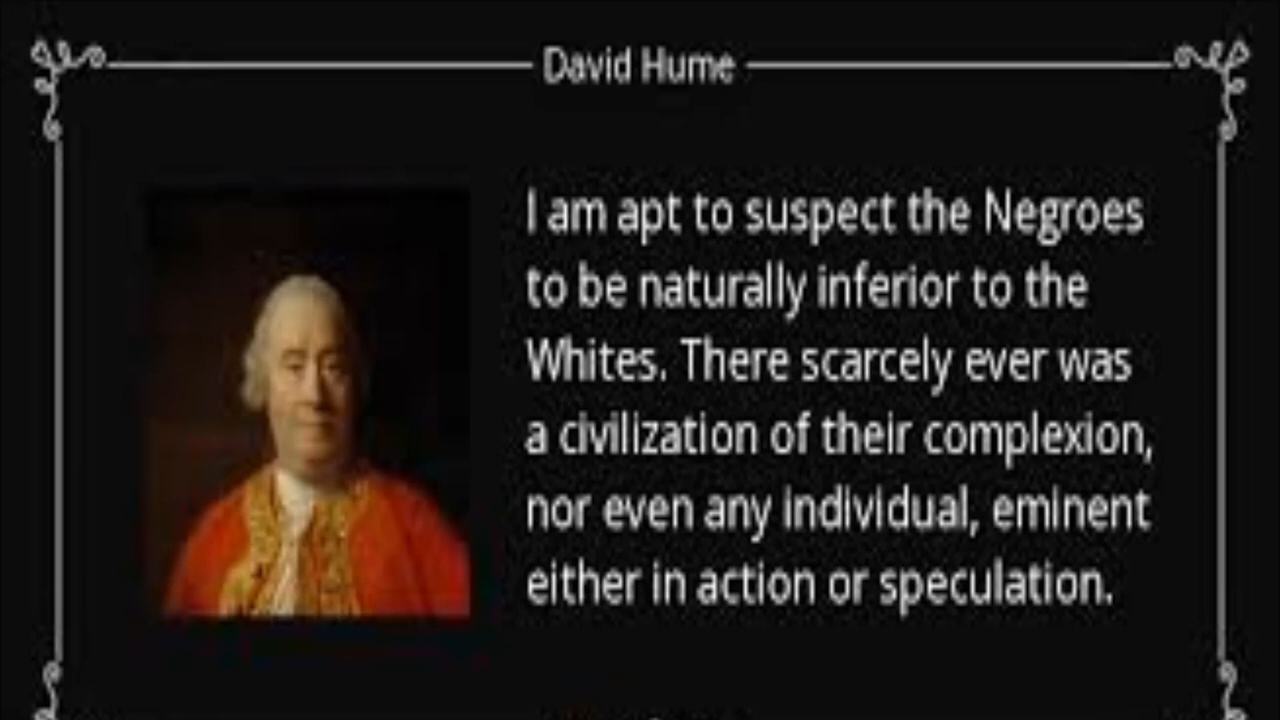 David Hume
I am apt to suspect the Negroes
to be naturally inferior to the
Whites. There scarcely ever was
a civilization of their complexion,
nor even any individual, eminent
either in action or speculation.